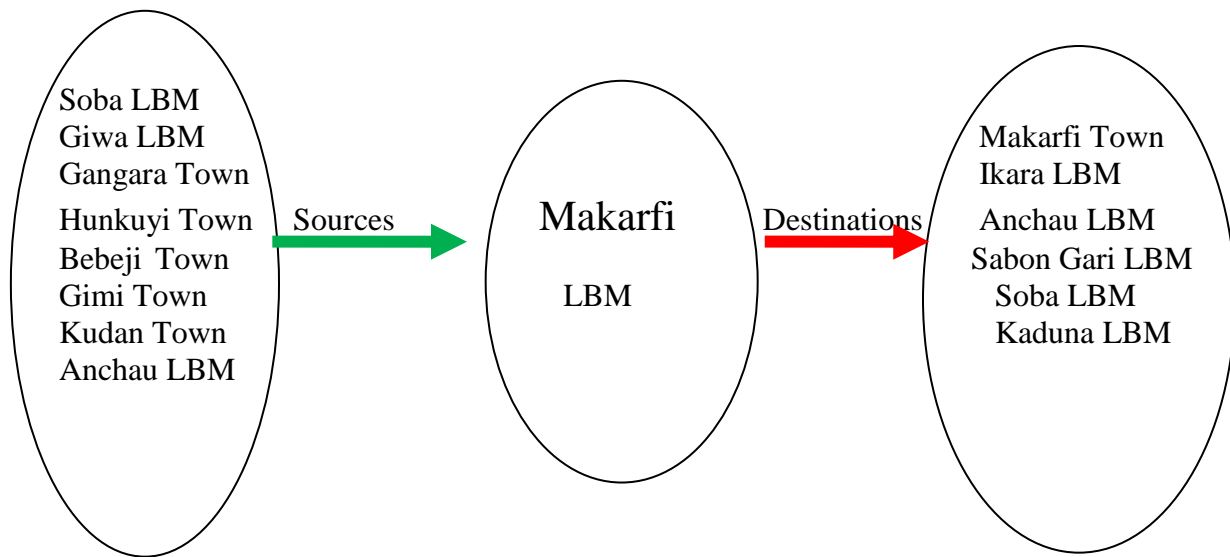 Soba LBM
Giwa LBM
Gangara Town
Hunkuyi Town
Bebeji Town
Gimi Town
Kudan Town
Anchau LBM
Sources
Makarfi
LBM
Destinations
Makarfi Town
Ikara LBM
Anchau LBM
Sabon Gari LBM
Soba LBM
Kaduna LBM